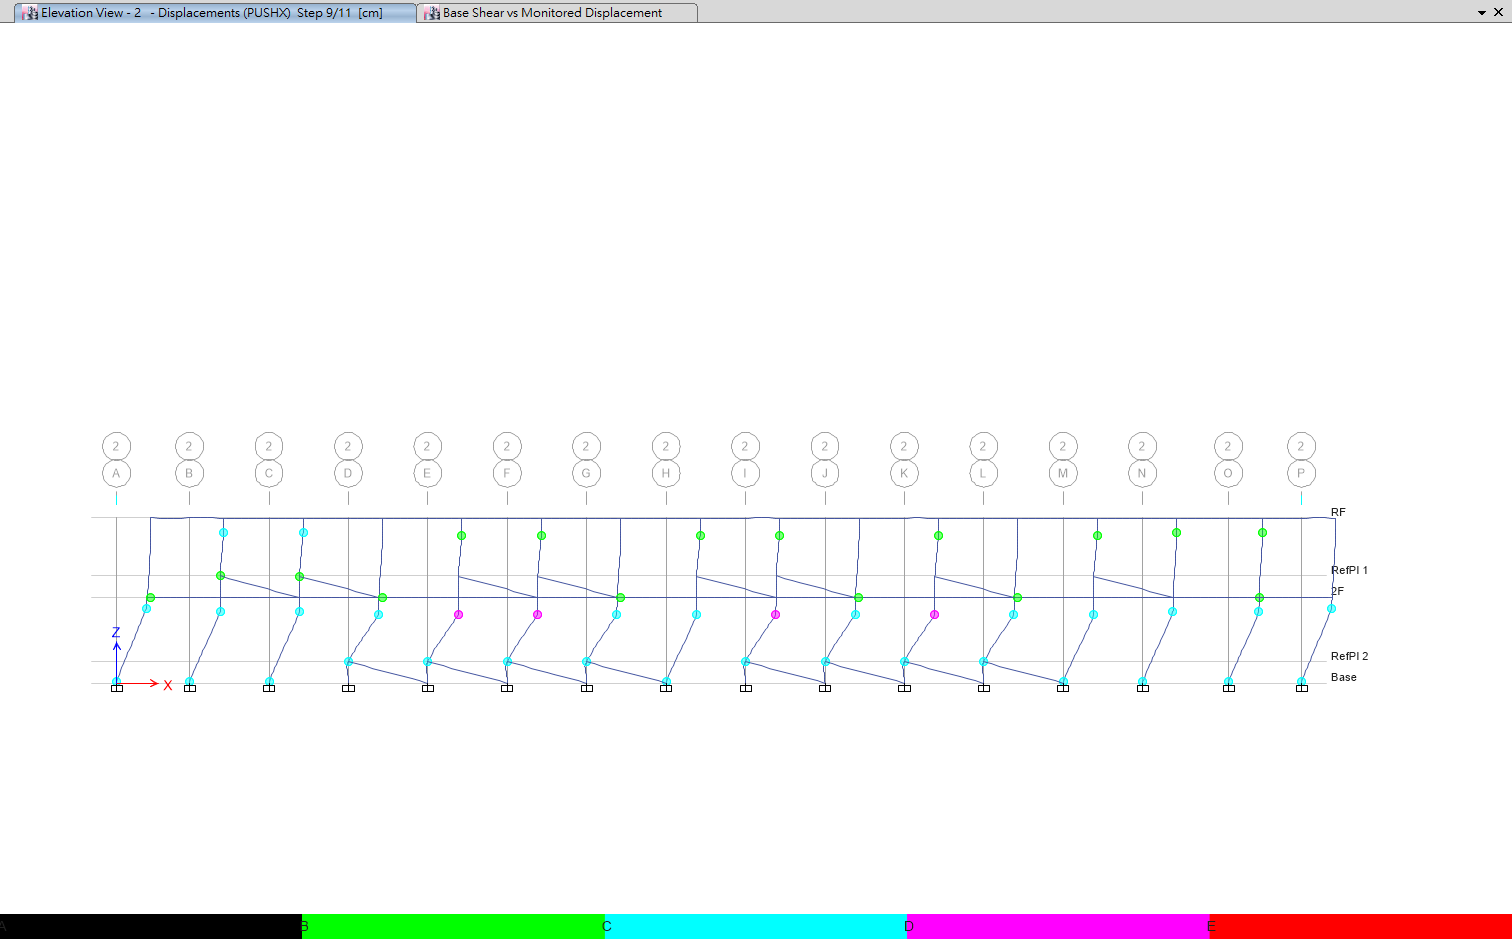 Elevation View - 2 - Displacements (PUSHX) Step 9/11 [cm]
Base Shear vs Monitored Displacement
2 2 2 2 2 2 2 2 2 2 2 2 2 2 2 2
A B C D E F G H I J K L M N O P
RF
RefPl 1
2F
Z
RefPl 2
Base
X
A B C D E